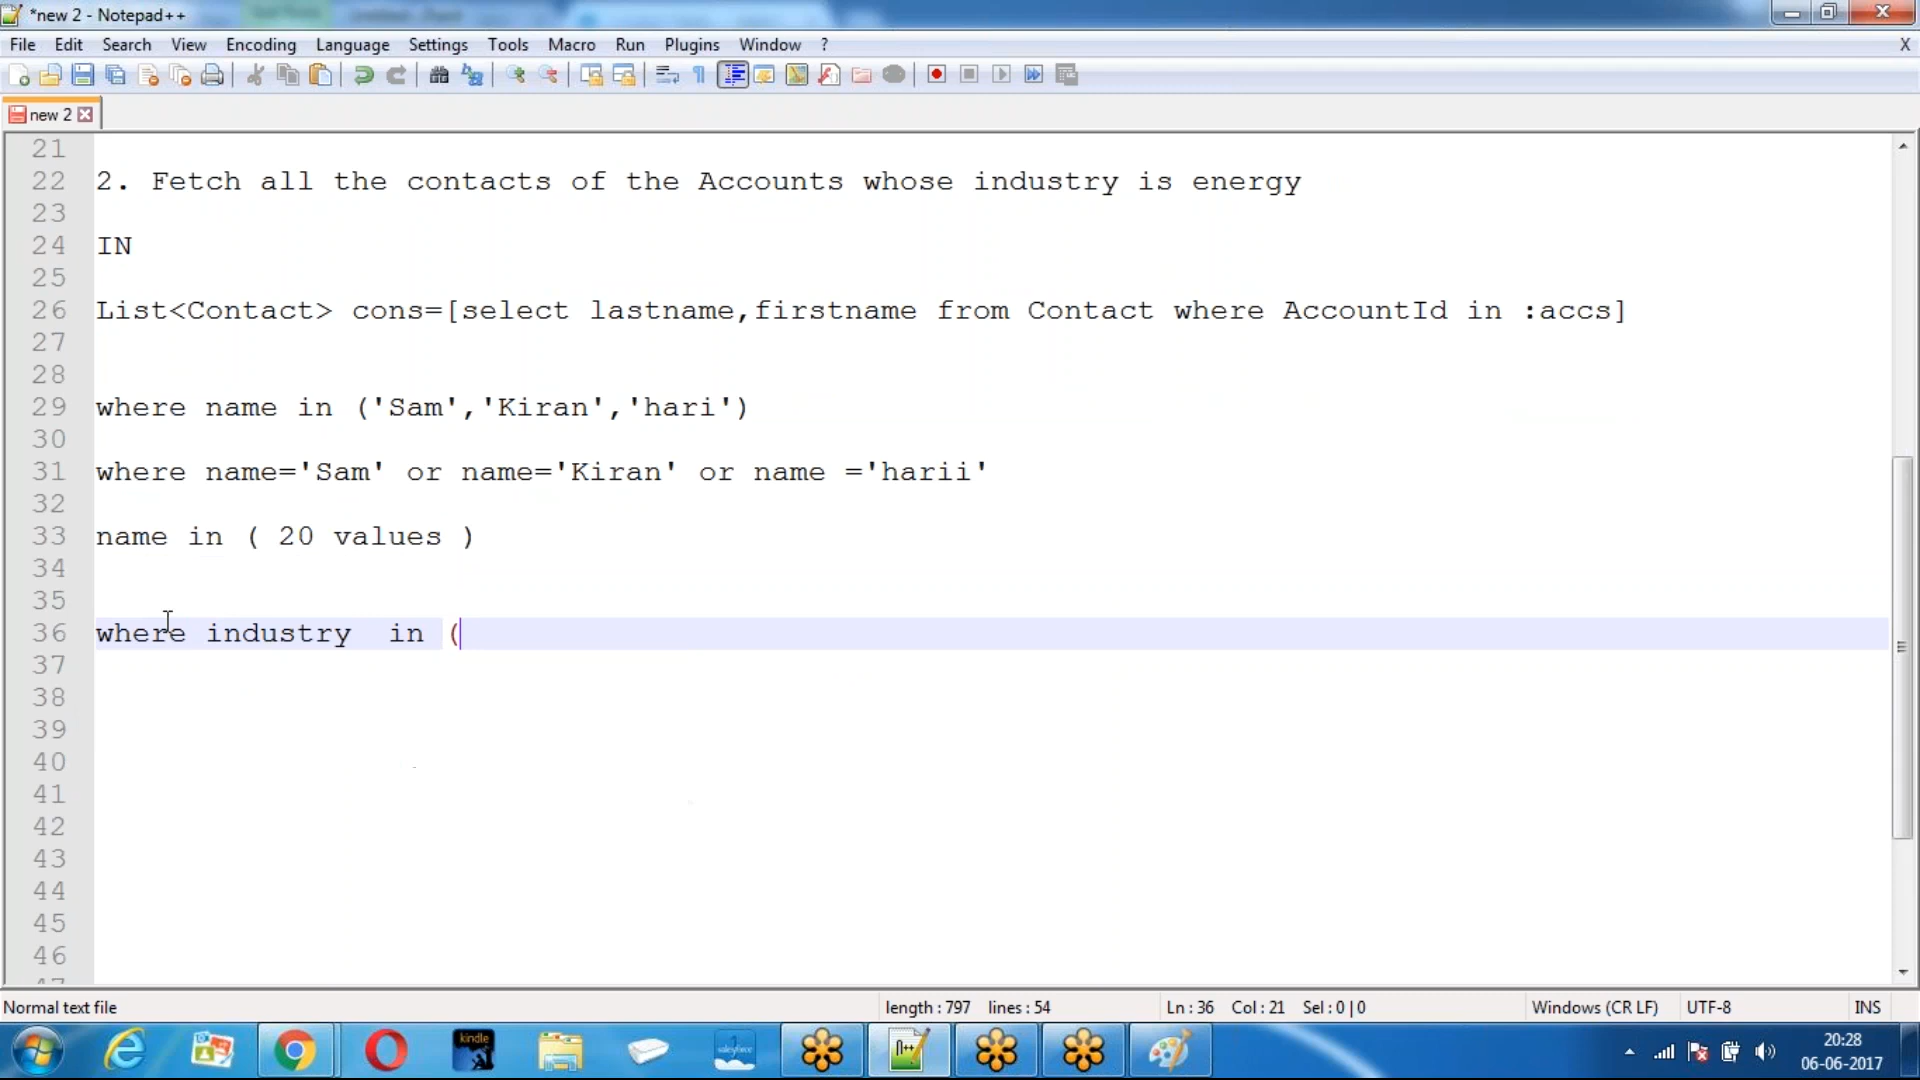 *new 2 - Notepad++
File Edit Search View Encoding Language Settings Tools Macro Run Plugins Window ? X
new 2
21
22 2. Fetch all the contacts of the Accounts whose industry is energy
23
24 IN
25
26 List<Contact> cons=[select lastname,firstname from Contact where AccountId in :accs]
27
28
29 where name in ('Sam','Kiran','hari')
30
31 where name='Sam' or name='Kiran' or name ='harii'
32
33 name in ( 20 values )
34
35
36 where industry  in (
37
38
39
40
41
42
43
44
45
46
Normal text file length : 797 lines : 54 Ln : 36 Col : 21 Sel : 0 | 0 Windows (CR LF) UTF-8 INS
kindle
salesforce
20:28
06-06-2017